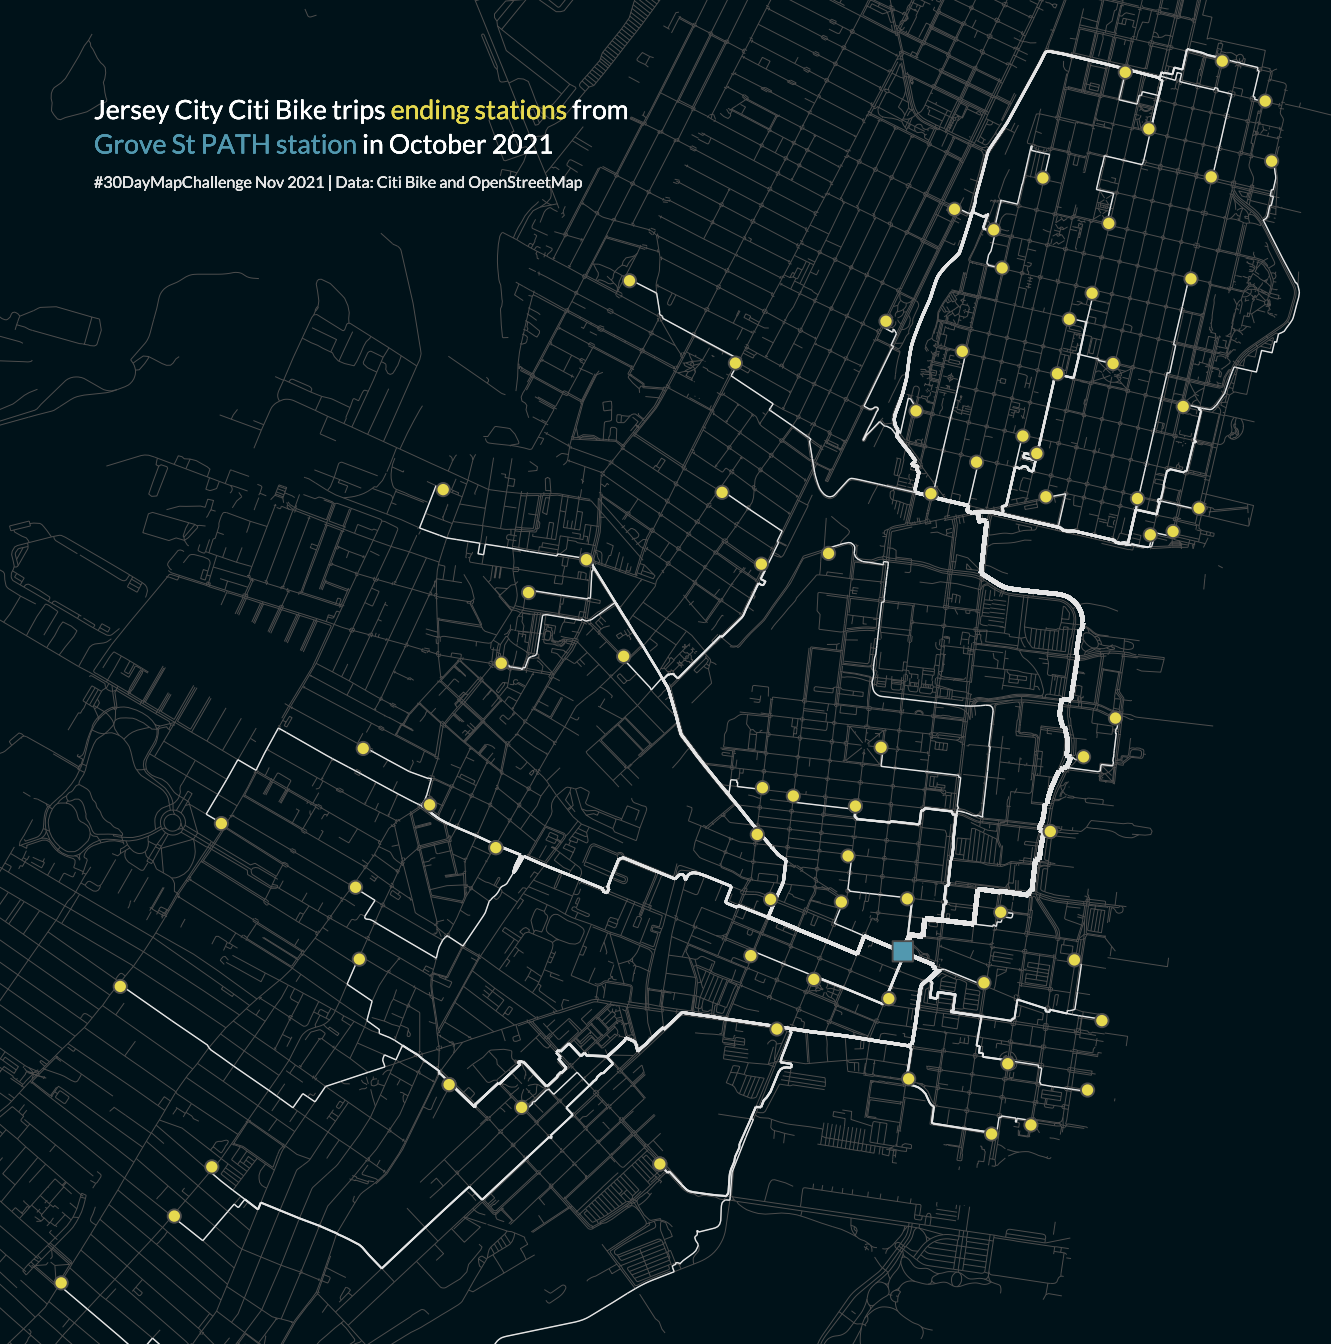 Jersey City Citi Bike trips ending stations from
Grove St PATH station in October 2021
#30DayMapChallenge Nov 2021 | Data: Citi Bike and OpenStreetMap